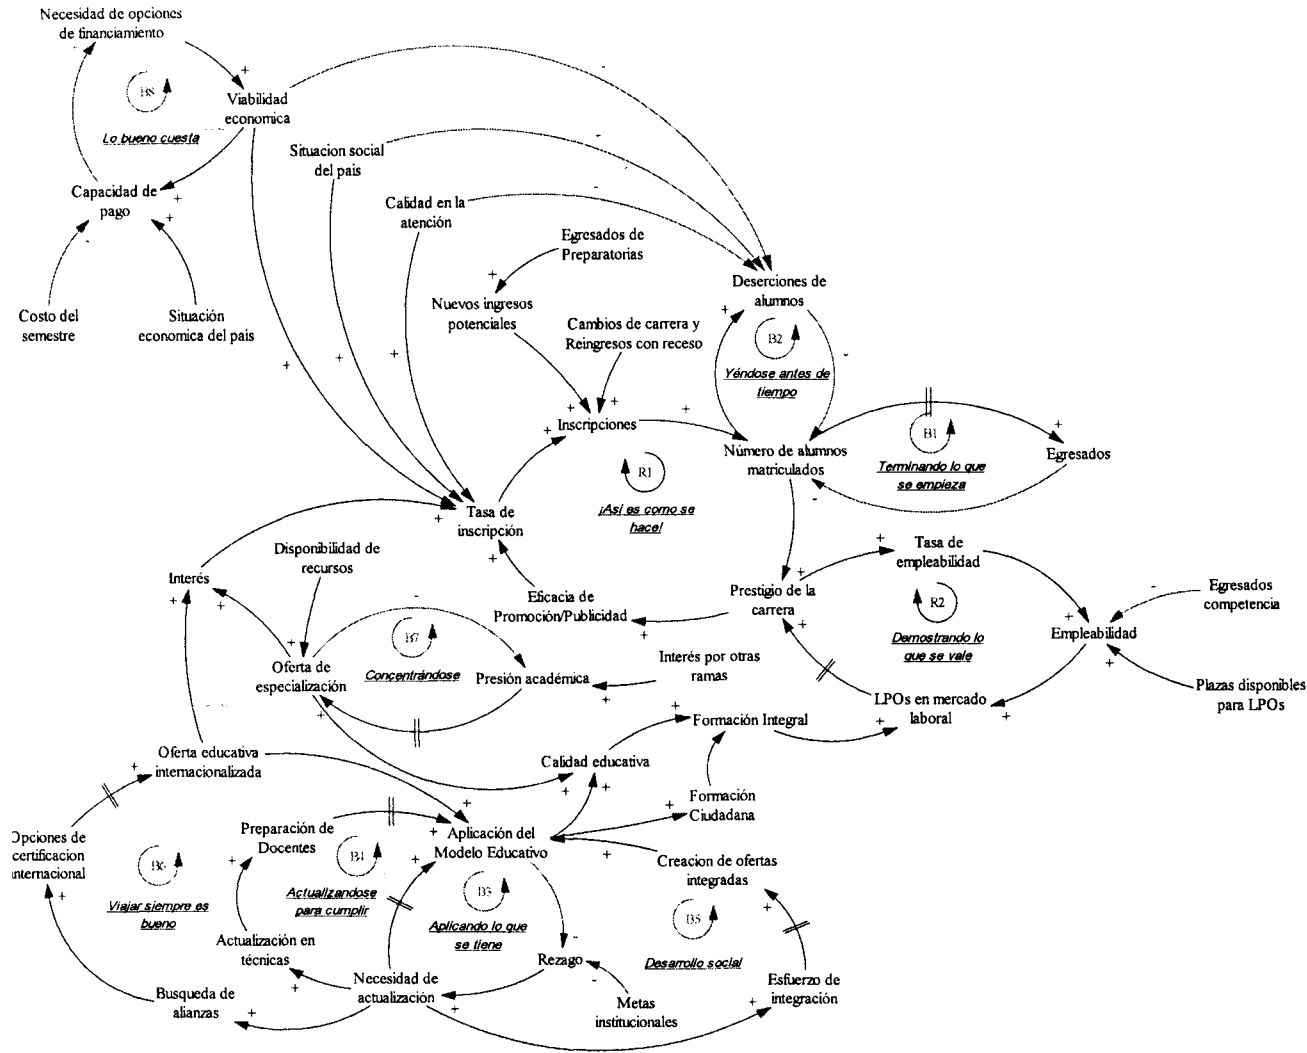 Necesidad de opciones
de financiamiento
B8
Lo bueno cuesta
Viabilidad
economica
Capacidad de
pago
Costo del
semestre
Situación
economica del país
Situacion social
del país
Calidad en la
atención
Egresados de
Preparatorias
Nuevos ingresos
potenciales
Cambios de carrera y
Reingresos con receso
Deserciones de
alumnos
B2
Yéndose antes de
tiempo
Inscripciones
Número de alumnos
matriculados
B1
Terminando lo que
se empieza
Egresados
R1
¡Así es como se
hace!
Tasa de
inscripción
Disponibilidad de
recursos
Interés
Eficacia de
Promoción/Publicidad
Prestigio de la
carrera
Tasa de
empleabilidad
R2
Demostrando lo
que se vale
Egresados
competencia
Empleabilidad
Plazas disponibles
para LPOs
LPOs en mercado
laboral
B7
Concentrándose
Oferta de
especialización
Presión académica
Interés por otras
ramas
Formación Integral
Oferta educativa
internacionalizada
Calidad educativa
Formación
Ciudadana
Opciones de
certificacion
internacional
B6
Viajar siempre es
bueno
Preparación de
Docentes
B4
Actualizandose
para cumplir
Aplicación del
Modelo Educativo
B3
Aplicando lo que
se tiene
Creacion de ofertas
integradas
B5
Desarrollo social
Actualización en
técnicas
Necesidad de
actualización
Rezago
Metas
institucionales
Esfuerzo de
integración
Busqueda de
alianzas